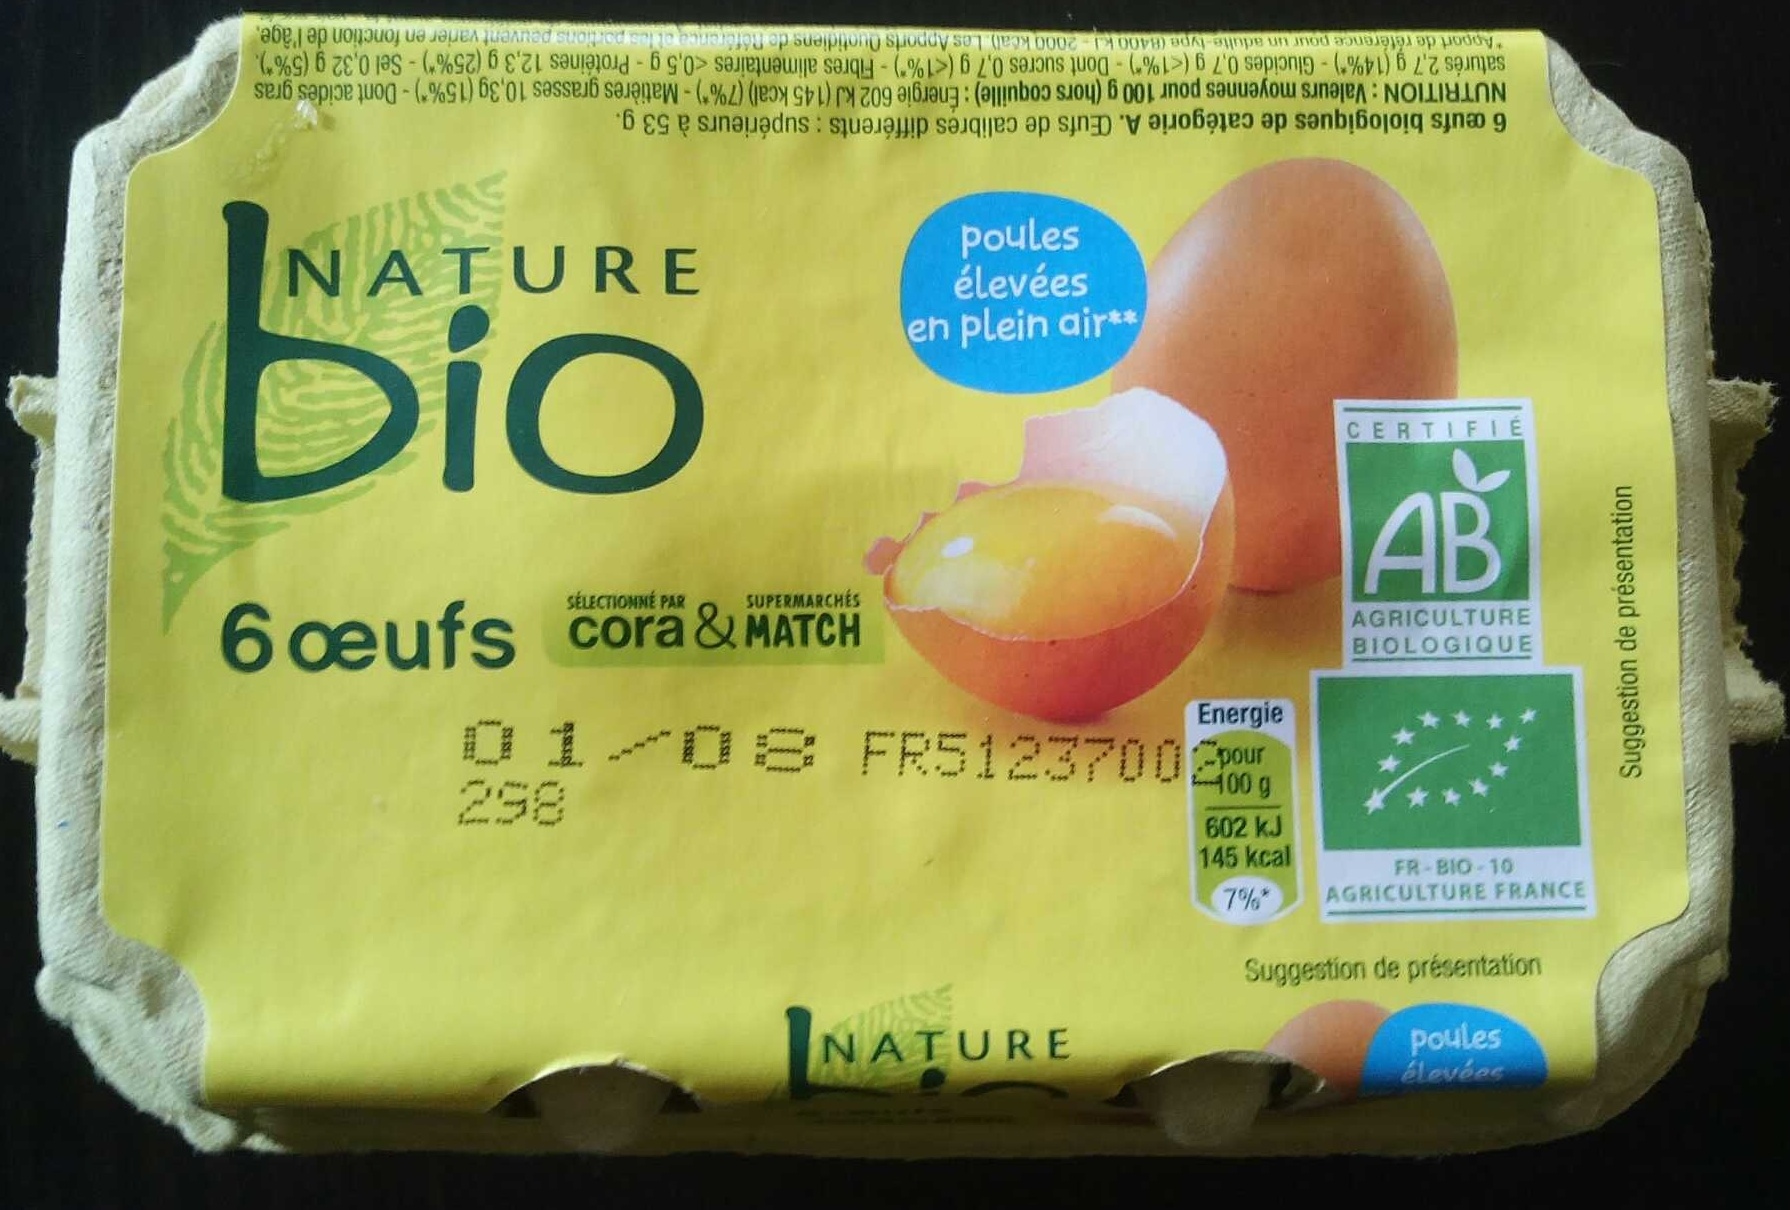 6 œufs biologiques de catégorie A. Œufs de calibres différents : supérieurs à 53 g.
NUTRITION : Valeurs moyennes pour 100 g (hors coquille) : Énergie 602 kJ (145 kcal) (7%*) - Matières grasses 10,3g (15%*) - Dont acides gras
saturés 2,7 g (14%*) - Glucides 0,7 g (<1%*) - Dont sucres 0,7 g (<1%*) - Fibres alimentaires <0,5 g - Protéines 12,3 g (25%*) - Sel 0,32 g (5%*).
*Apport de référence pour un adulte-type (8400 kJ - 2000 kcal). Les Apports Quotidiens de Référence et les portions peuvent varier en fonction de l'âge,
NATURE
bio
poules
élevées
en plein air**
6 œufs
SÉLECTIONNÉ PAR
cora & SUPERMARCHÉS MATCH
CERTIFIÉ
AB
AGRICULTURE
BIOLOGIQUE
01/08 FR51237002
298
Energie
pour
100 g
602 kJ
145 kcal
7%*
FR-BIO-10
AGRICULTURE FRANCE
Suggestion de présentation
Suggestion de présentation
NATURE
poules
élevées